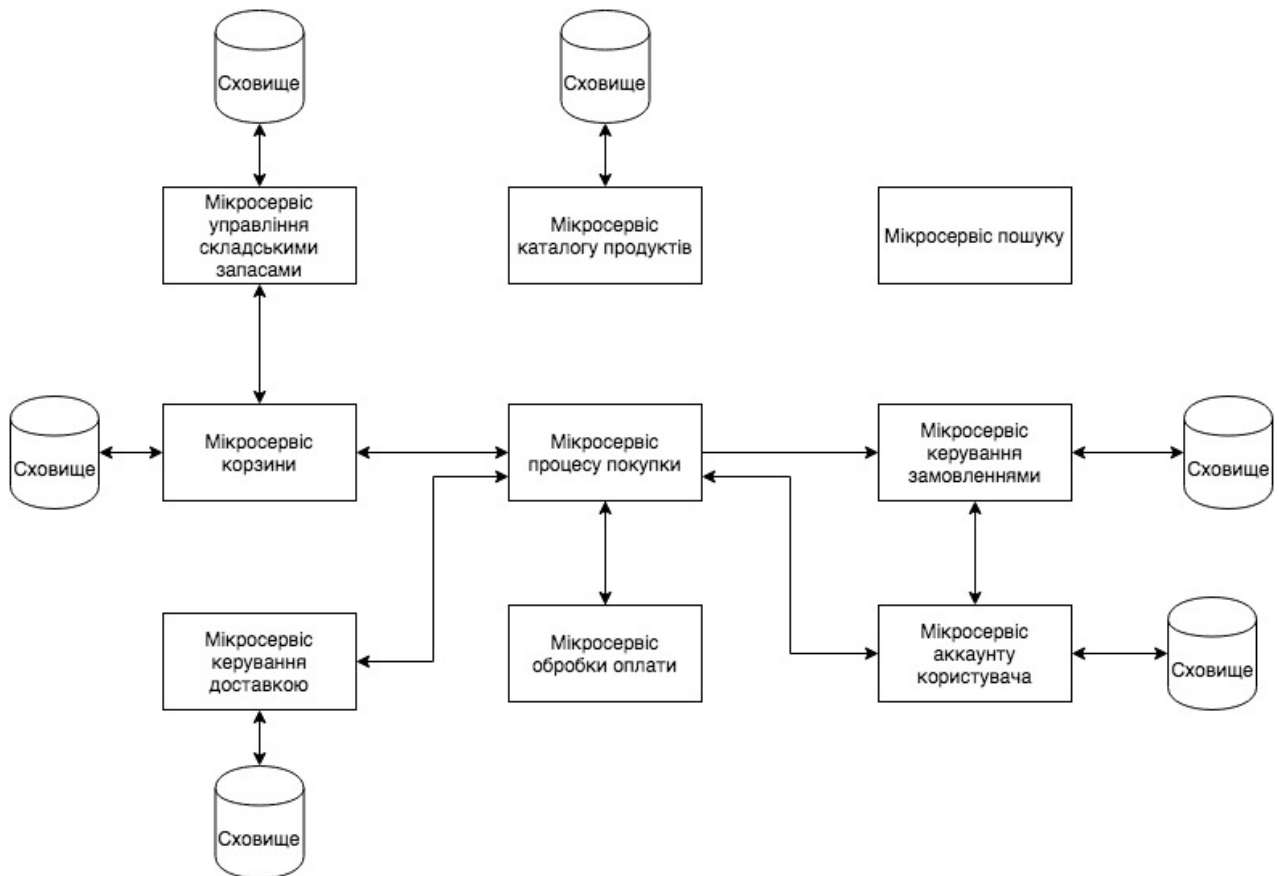 Сховище
Сховище
Мікросервіс
управління
складськими
запасами
Мікросервіс
каталогу продуктів
Мікросервіс пошуку
Сховище
Мікросервіс
корзини
Мікросервіс
процесу покупки
Мікросервіс
керування
замовленнями
Сховище
Мікросервіс
керування
доставкою
Мікросервіс
обробки оплати
Мікросервіс
аккаунту
користувача
Сховище
Сховище